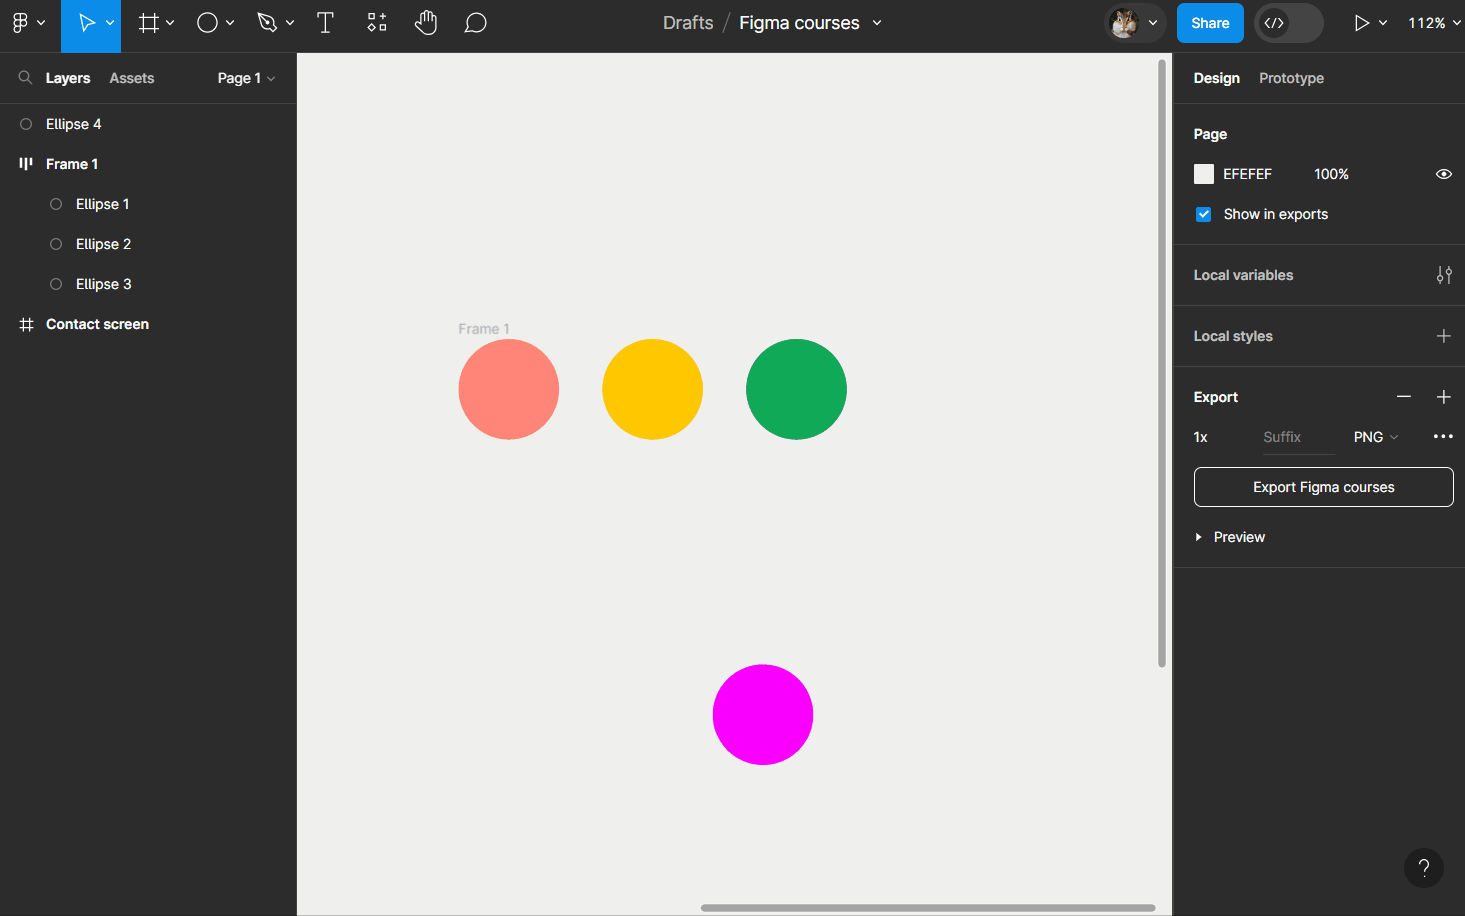 Drafts / Figma courses
Share
112%
Layers Assets Page 1
Ellipse 4
Frame 1
Ellipse 1
Ellipse 2
Ellipse 3
Contact screen
Frame 1
Design Prototype
Page
EFEFEF 100%
Show in exports
Local variables
Local styles
Export
1x Suffix PNG
Export Figma courses
Preview
?